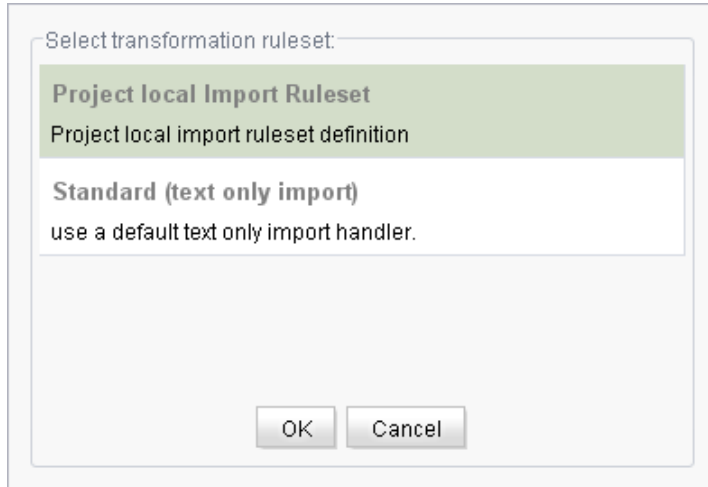 Select transformation ruleset:
Project local Import Ruleset
Project local import ruleset definition
Standard (text only import)
use a default text only import handler.
OK Cancel